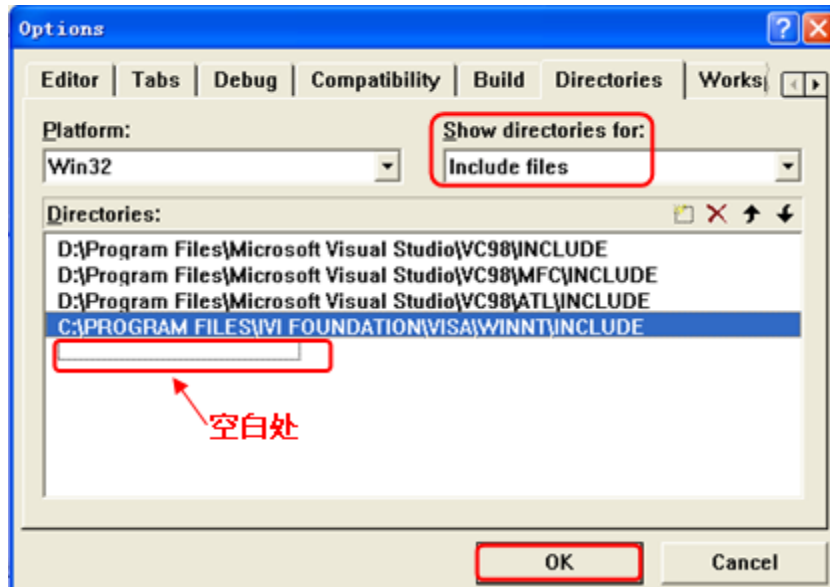 Options
Editor Tabs Debug Compatibility Build Directories Works
Platform: Show directories for:
Win32 Include files
Directories:
D:\Program Files\Microsoft Visual Studio\VC98\INCLUDE
D:\Program Files\Microsoft Visual Studio\VC98\MFC\INCLUDE
D:\Program Files\Microsoft Visual Studio\VC98\ATL\INCLUDE
C:\PROGRAM FILES\IVI FOUNDATION\VISA\WINNT\INCLUDE
空白处
OK Cancel